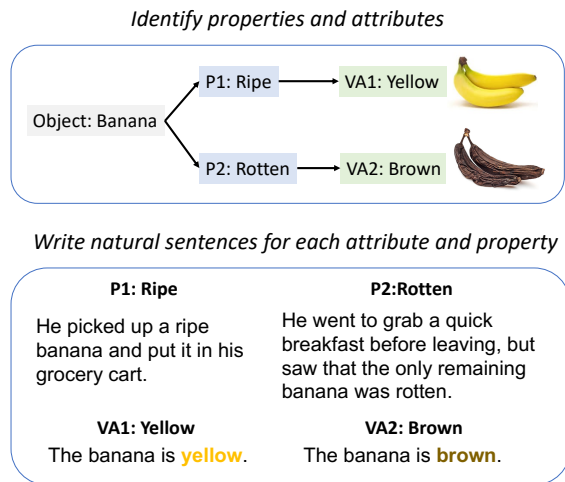 Identify properties and attributes
P1: Ripe
VA1: Yellow
Object: Banana
P2: Rotten
VA2: Brown
Write natural sentences for each attribute and property
P1: Ripe
He picked up a ripe
banana and put it in his
grocery cart.
P2:Rotten
He went to grab a quick
breakfast before leaving, but
saw that the only remaining
banana was rotten.
VA1: Yellow
The banana is yellow.
VA2: Brown
The banana is brown.